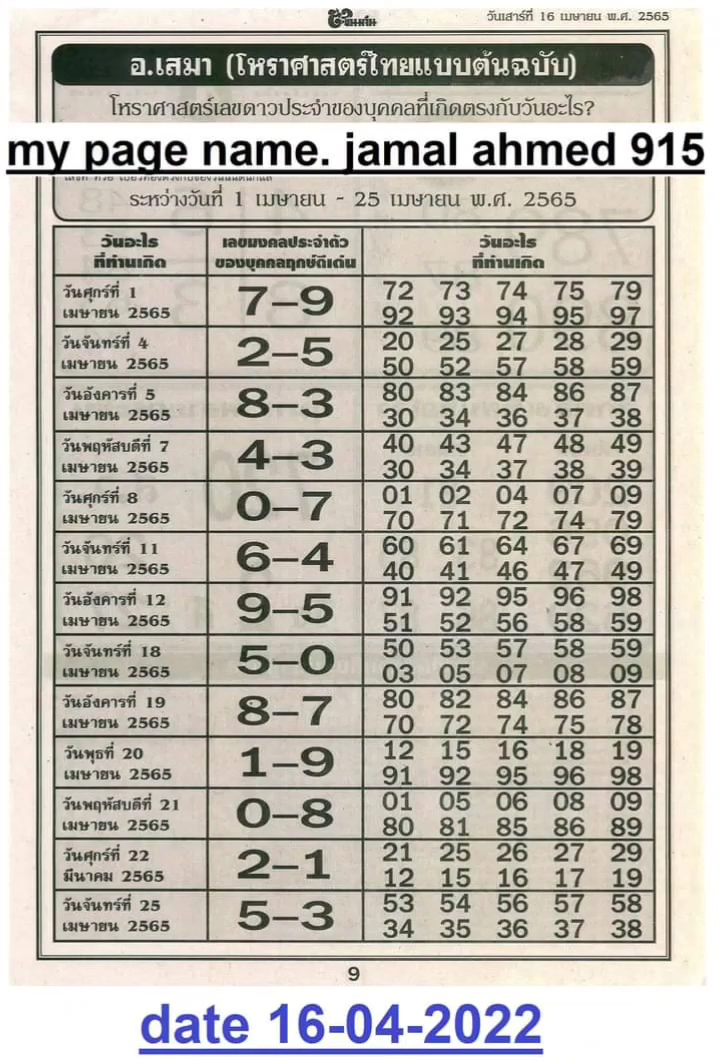 วันเสาร์ที่ 16 เมษายน พ.ศ. 2565
อ.เสมา (โหราศาสตร์ไทยแบบต้นฉบับ)
โหราศาสตร์เลขดาวประจำของบุคคลที่เกิดตรงกับวันอะไร?
my page name. jamal ahmed 915
ระหว่างวันที่ 1 เมษายน - 25 เมษายน พ.ศ. 2565
วันอะไร เลขมงคลประจำตัว วันอะไร
ที่ท่านเกิด ของบุคคลฤกษ์ดีเด่น ที่ท่านเกิด
วันศุกร์ที่ 1 7-9 72 73 74 75 79
เมษายน 2565 92 93 94 95 97
วันจันทร์ที่ 4 2-5 20 25 27 28 29
เมษายน 2565 50 52 57 58 59
วันอังคารที่ 5 8-3 80 83 84 86 87
เมษายน 2565 30 34 36 37 38
วันพฤหัสบดีที่ 7 4-3 40 43 47 48 49
เมษายน 2565 30 34 37 38 39
วันศุกร์ที่ 8 0-7 01 02 04 07 09
เมษายน 2565 70 71 72 74 79
วันจันทร์ที่ 11 6-4 60 61 64 67 69
เมษายน 2565 40 41 46 47 49
วันอังคารที่ 12 9-5 91 92 95 96 98
เมษายน 2565 51 52 56 58 59
วันจันทร์ที่ 18 5-0 50 53 57 58 59
เมษายน 2565 03 05 07 08 09
วันอังคารที่ 19 8-7 80 82 84 86 87
เมษายน 2565 70 72 74 75 78
วันพุธที่ 20 1-9 12 15 16 18 19
เมษายน 2565 91 92 95 96 98
วันพฤหัสบดีที่ 21 0-8 01 05 06 08 09
เมษายน 2565 80 81 85 86 89
วันศุกร์ที่ 22 2-1 21 25 26 27 29
มีนาคม 2565 12 15 16 17 19
วันจันทร์ที่ 25 5-3 53 54 56 57 58
เมษายน 2565 34 35 36 37 38
9
date 16-04-2022